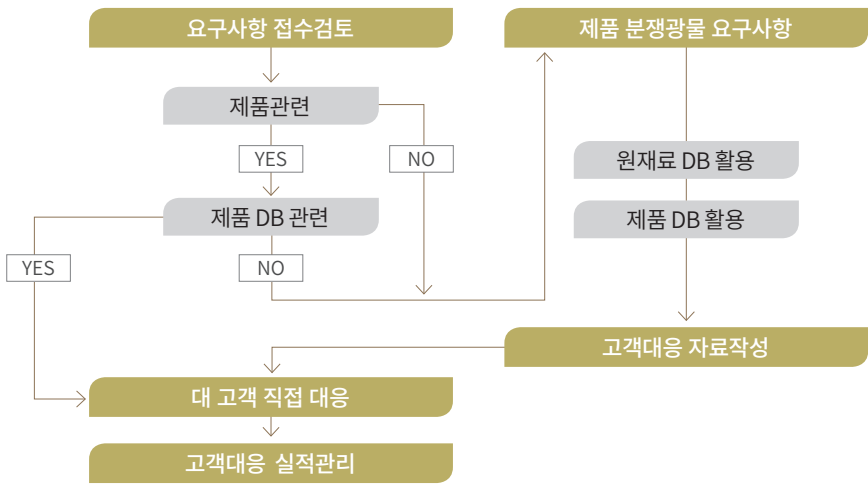 요구사항 접수검토
제품 분쟁광물 요구사항
제품관련
YES
NO
원재료 DB 활용
제품 DB 관련
제품 DB 활용
YES
NO
고객대응 자료작성
대 고객 직접 대응
고객대응 실적관리